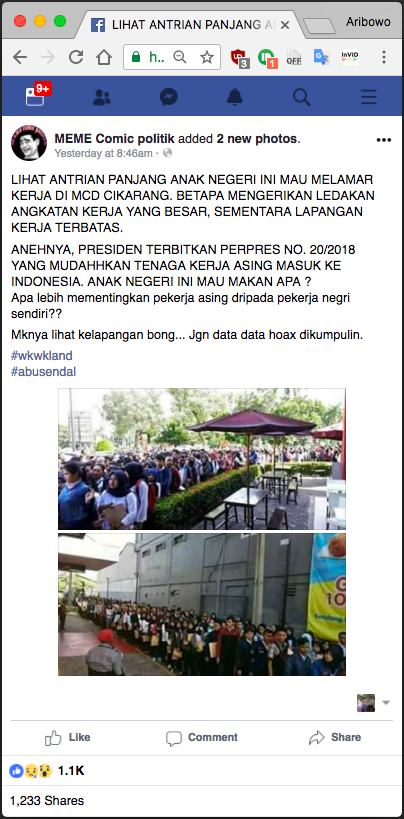 LIHAT ANTRIAN PANJANG A
Aribowo
h..
3
1
OFF
InVID
9+
MEME Comic politik added 2 new photos.
Yesterday at 8:46am ·
LIHAT ANTRIAN PANJANG ANAK NEGERI INI MAU MELAMAR
KERJA DI MCD CIKARANG. BETAPA MENGERIKAN LEDAKAN
ANGKATAN KERJA YANG BESAR, SEMENTARA LAPANGAN
KERJA TERBATAS.
ANEHNYA, PRESIDEN TERBITKAN PERPRES NO. 20/2018
YANG MUDAHHKAN TENAGA KERJA ASING MASUK KE
INDONESIA. ANAK NEGERI INI MAU MAKAN APA ?
Apa lebih mementingkan pekerja asing dripada pekerja negri
sendiri??
Mknya lihat kelapangan bong... Jgn data data hoax dikumpulin.
#wkwkland
#abusendal
Like
Comment
Share
1.1K
1,233 Shares